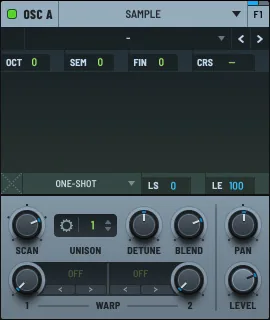 OSC A SAMPLE F1
-
OCT 0 SEM 0 FIN 0 CRS --
ONE-SHOT LS 0 LE 100
1
SCAN UNISON DETUNE BLEND PAN
OFF OFF
< > < >
1 WARP 2 LEVEL